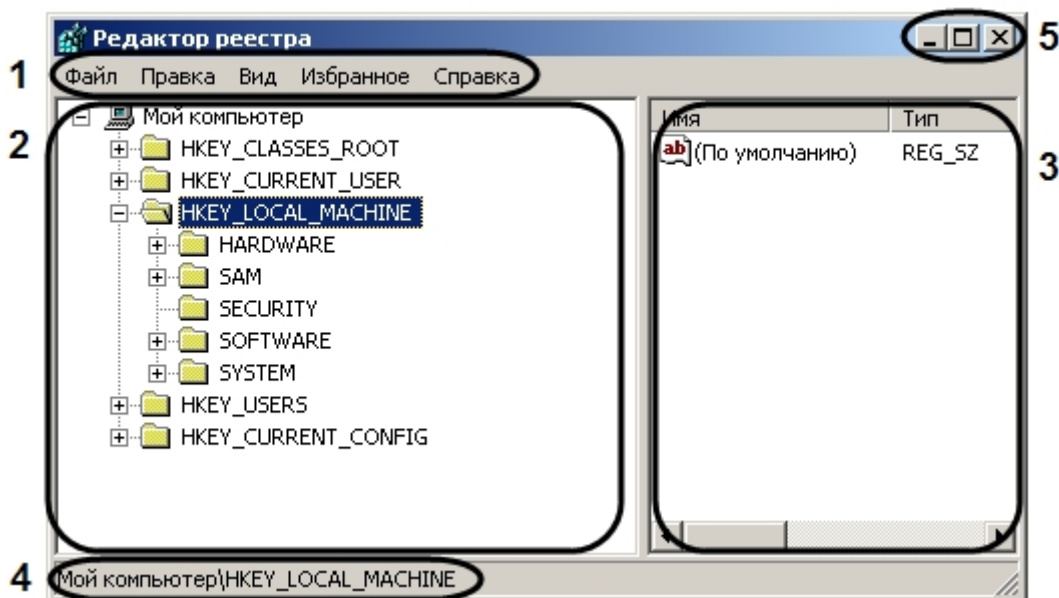 Редактор реестра
5
1
Файл Правка Вид Избранное Справка
2
Мой компьютер
HKEY_CLASSES_ROOT
HKEY_CURRENT_USER
HKEY_LOCAL_MACHINE
HARDWARE
SAM
SECURITY
SOFTWARE
SYSTEM
HKEY_USERS
HKEY_CURRENT_CONFIG
Имя Тип
ab (По умолчанию) REG_SZ
3
4
Мой компьютер\HKEY_LOCAL_MACHINE